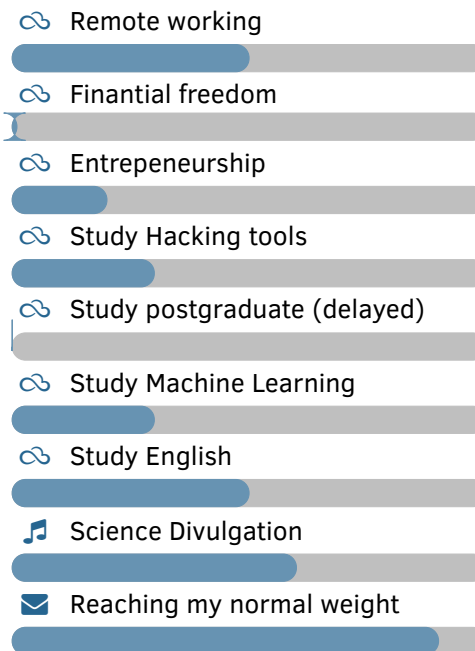 Remote working
Finantial freedom
Entrepeneurship
Study Hacking tools
Study postgraduate (delayed)
Study Machine Learning
Study English
Science Divulgation
Reaching my normal weight